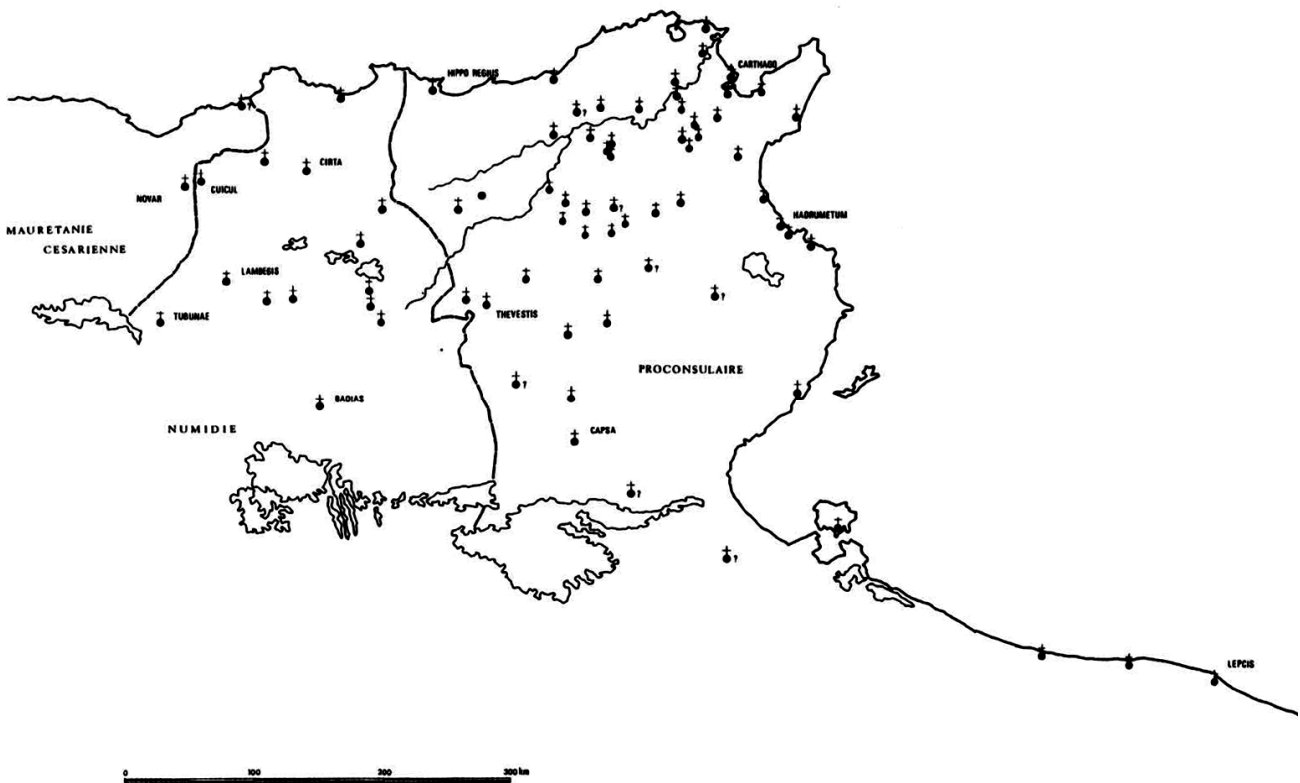 HIPPO REGIUS
CARTHAGO
?
?
CIRTA
NOVAR
CUICUL
?
HADRUMETUM
MAURETANIE
CESARIENNE
?
LAMBESIS
?
TUBUNAE
THEVESTIS
PROCONSULAIRE
?
BADIAS
NUMIDIE
CAPSA
?
?
LEPCIS
0 100 200 300 km